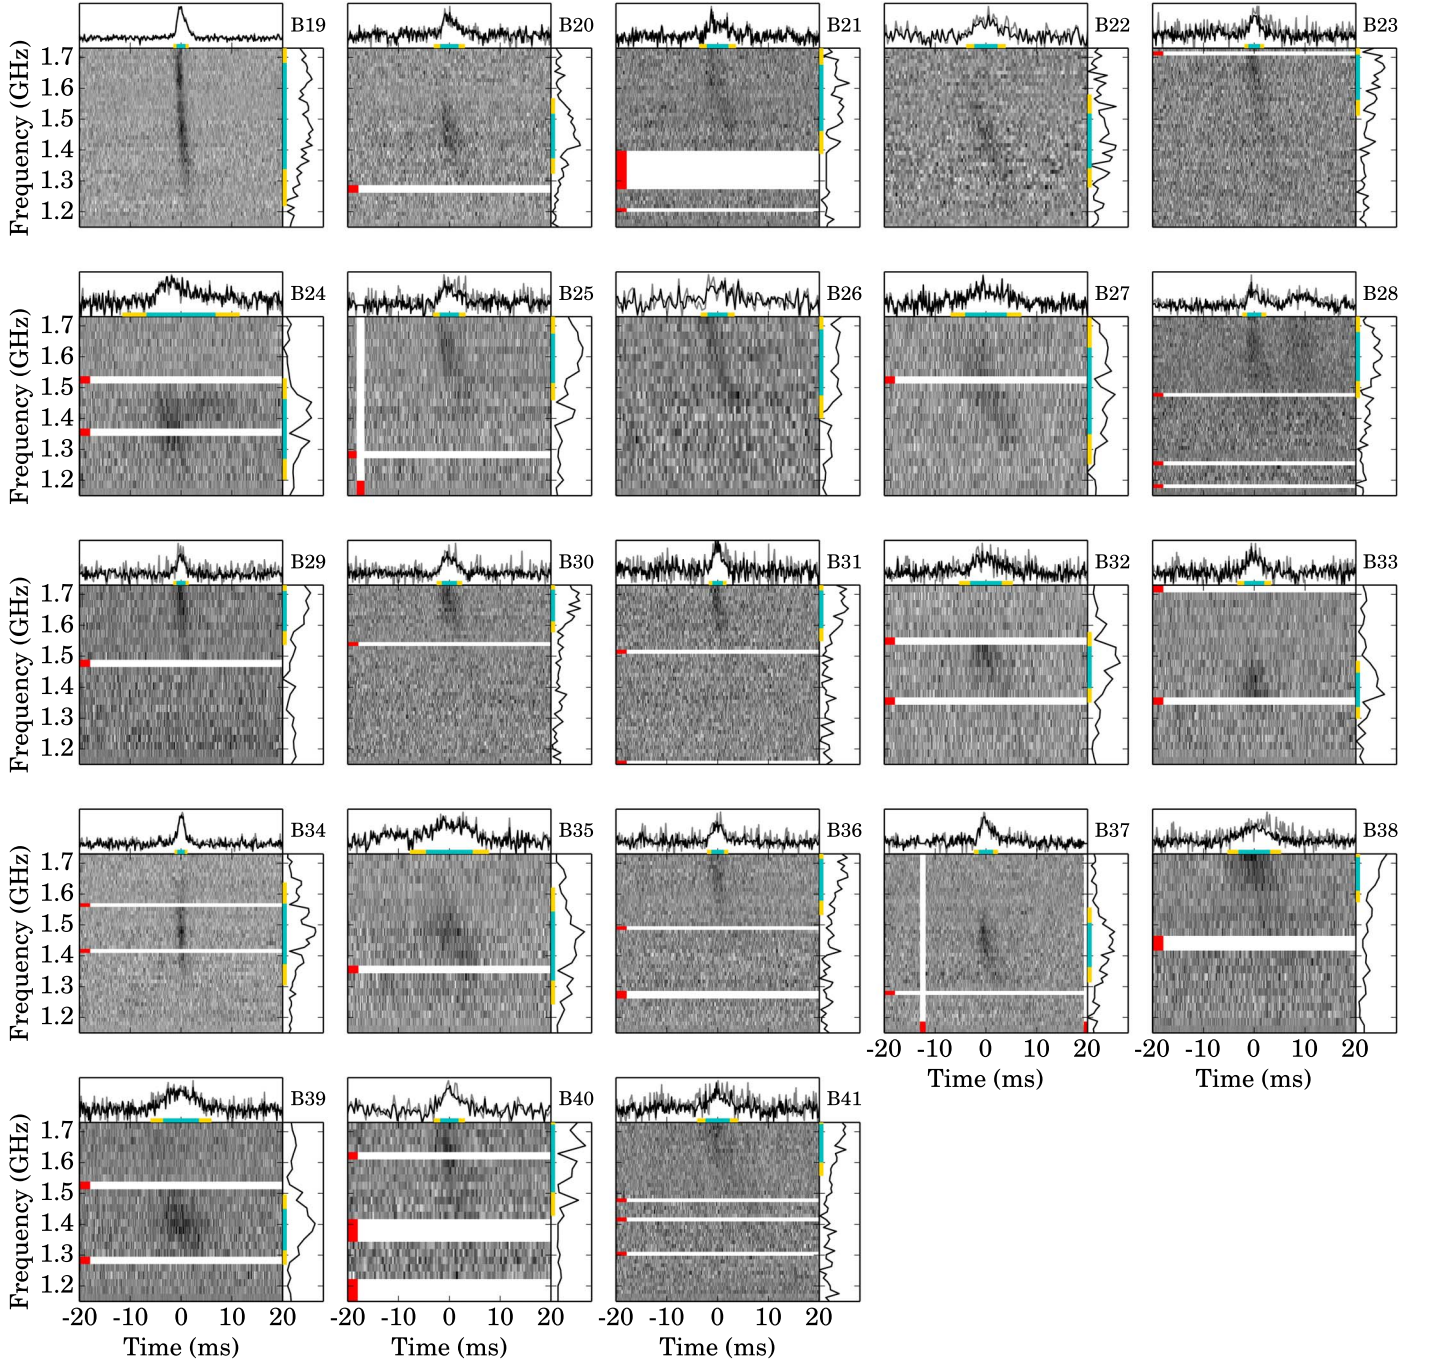 B19 B20 B21 B22 B23
Frequency (GHz)
1.7
1.6
1.5
1.4
1.3
1.2
B24 B25 B26 B27 B28
Frequency (GHz)
1.7
1.6
1.5
1.4
1.3
1.2
B29 B30 B31 B32 B33
Frequency (GHz)
1.7
1.6
1.5
1.4
1.3
1.2
B34 B35 B36 B37 B38
Frequency (GHz)
1.7
1.6
1.5
1.4
1.3
1.2
-20 -10 0 10 20 -20 -10 0 10 20
Time (ms) Time (ms)
B39 B40 B41
Frequency (GHz)
1.7
1.6
1.5
1.4
1.3
1.2
-20 -10 0 10 20 -20 -10 0 10 20 -20 -10 0 10 20
Time (ms) Time (ms) Time (ms)